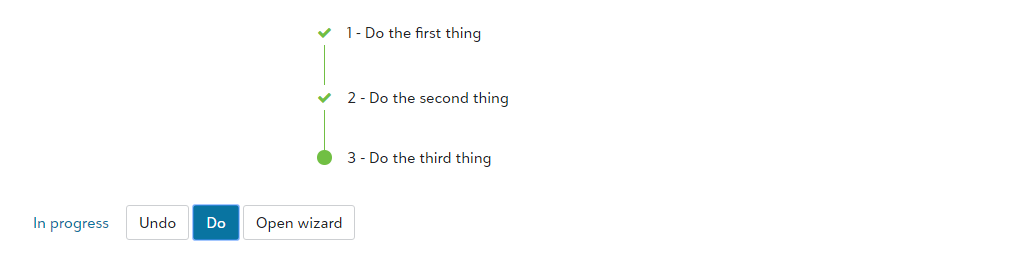 1 - Do the first thing
2 - Do the second thing
3 - Do the third thing
In progress Undo Do Open wizard